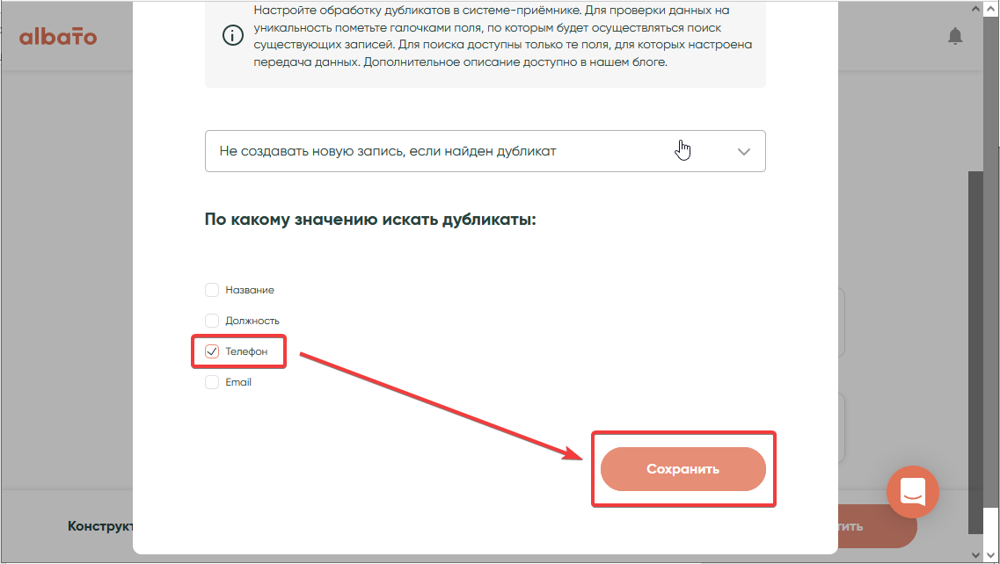 albato
Настройте обработку дубликатов в системе-приёмнике. Для проверки данных на
уникальность пометьте галочками поля, по которым будет осуществляться поиск
существующих записей. Для поиска доступны только те поля, для которых настроена
передача данных. Дополнительное описание доступно в нашем блоге.
Не создавать новую запись, если найден дубликат
По какому значению искать дубликаты:
Название
Должность
Телефон
Email
Сохранить
Конструкт
тить